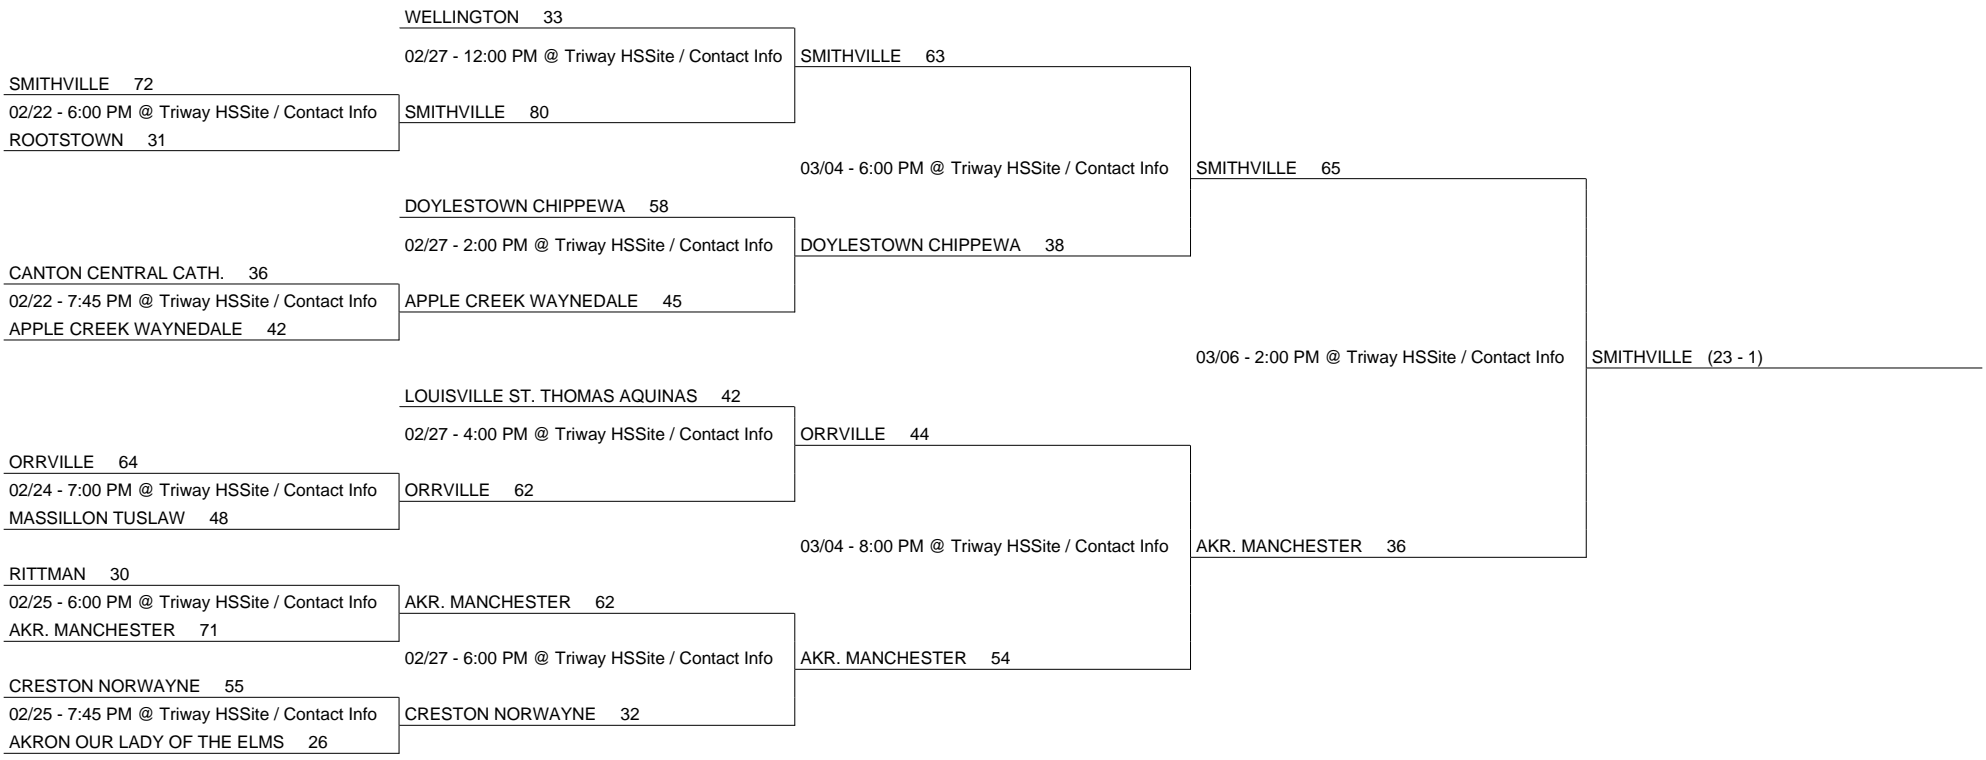 WELLINGTON 33
02/27 - 12:00 PM @ Triway HSSite / Contact Info
SMITHVILLE 63
SMITHVILLE 72
02/22 - 6:00 PM @ Triway HSSite / Contact Info
SMITHVILLE 80
ROOTSTOWN 31
03/04 - 6:00 PM @ Triway HSSite / Contact Info
SMITHVILLE 65
DOYLESTOWN CHIPPEWA 58
02/27 - 2:00 PM @ Triway HSSite / Contact Info
DOYLESTOWN CHIPPEWA 38
CANTON CENTRAL CATH. 36
02/22 - 7:45 PM @ Triway HSSite / Contact Info
APPLE CREEK WAYNEDALE 45
APPLE CREEK WAYNEDALE 42
03/06 - 2:00 PM @ Triway HSSite / Contact Info
SMITHVILLE (23 - 1)
LOUISVILLE ST. THOMAS AQUINAS 42
02/27 - 4:00 PM @ Triway HSSite / Contact Info
ORRVILLE 44
ORRVILLE 64
02/24 - 7:00 PM @ Triway HSSite / Contact Info
ORRVILLE 62
MASSILLON TUSLAW 48
03/04 - 8:00 PM @ Triway HSSite / Contact Info
AKR. MANCHESTER 36
RITTMAN 30
02/25 - 6:00 PM @ Triway HSSite / Contact Info
AKR. MANCHESTER 62
AKR. MANCHESTER 71
02/27 - 6:00 PM @ Triway HSSite / Contact Info
AKR. MANCHESTER 54
CRESTON NORWAYNE 55
02/25 - 7:45 PM @ Triway HSSite / Contact Info
CRESTON NORWAYNE 32
AKRON OUR LADY OF THE ELMS 26